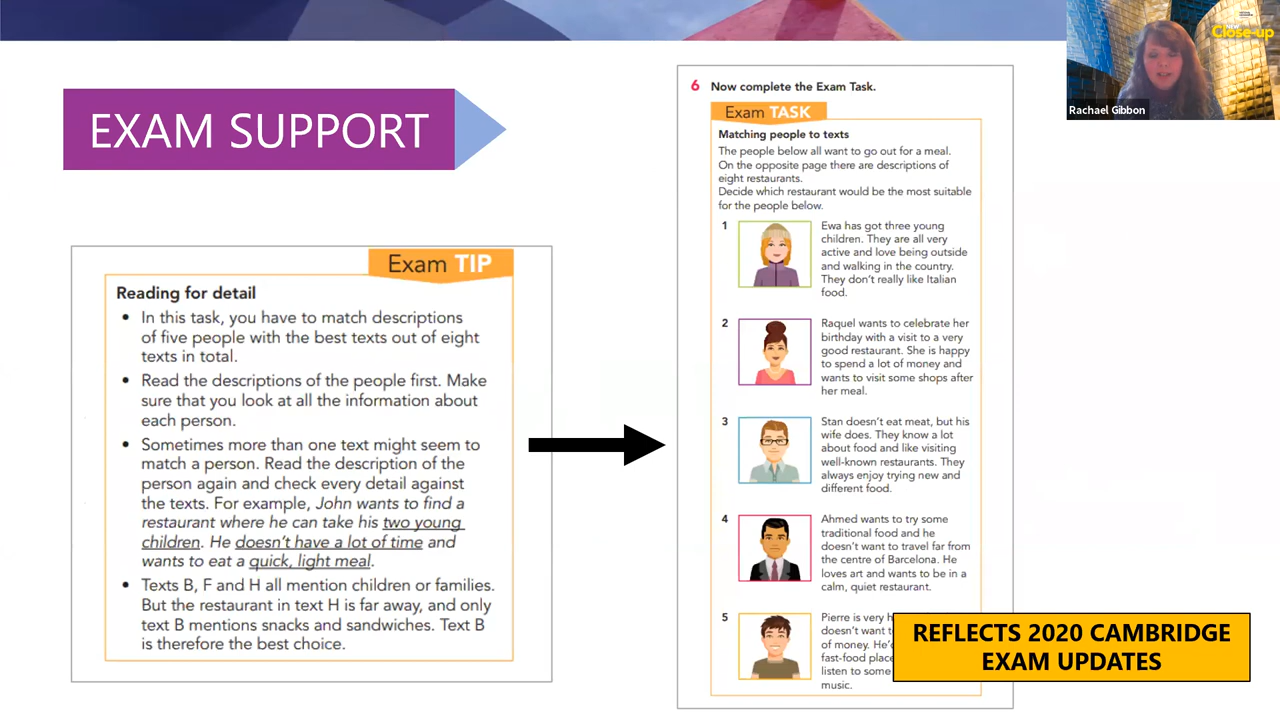 EXAM SUPPORT
Exam TIP
Reading for detail
• In this task, you have to match descriptions
of five people with the best texts out of eight
texts in total.
• Read the descriptions of the people first. Make
sure that you look at all the information about
each person.
• Sometimes more than one text might seem to
match a person. Read the description of the
person again and check every detail against
the texts. For example, John wants to find a
restaurant where he can take his two young
children. He doesn't have a lot of time and
wants to eat a quick, light meal.
• Texts B, F and H all mention children or families.
But the restaurant in text H is far away, and only
text B mentions snacks and sandwiches. Text B
is therefore the best choice.
6 Now complete the Exam Task.
Exam TASK
Matching people to texts
The people below all want to go out for a meal.
On the opposite page there are descriptions of
eight restaurants.
Decide which restaurant would be the most suitable
for the people below.
1 Ewa has got three young
children. They are all very
active and love being outside
and walking in the country.
They don't really like Italian
food.
2 Raquel wants to celebrate her
birthday with a visit to a very
good restaurant. She is happy
to spend a lot of money and
wants to visit some shops after
her meal.
3 Stan doesn't eat meat, but his
wife does. They know a lot
about food and like visiting
well-known restaurants. They
always enjoy trying new and
different food.
4 Ahmed wants to try some
traditional food and he
doesn't want to travel far from
the centre of Barcelona. He
loves art and wants to be in a
calm, quiet restaurant.
5 Pierre is very
doesn't want
of money.
fast-food place
listen to some
music.
REFLECTS 2020 CAMBRIDGE
EXAM UPDATES
Close-up
Rachael Gibbon